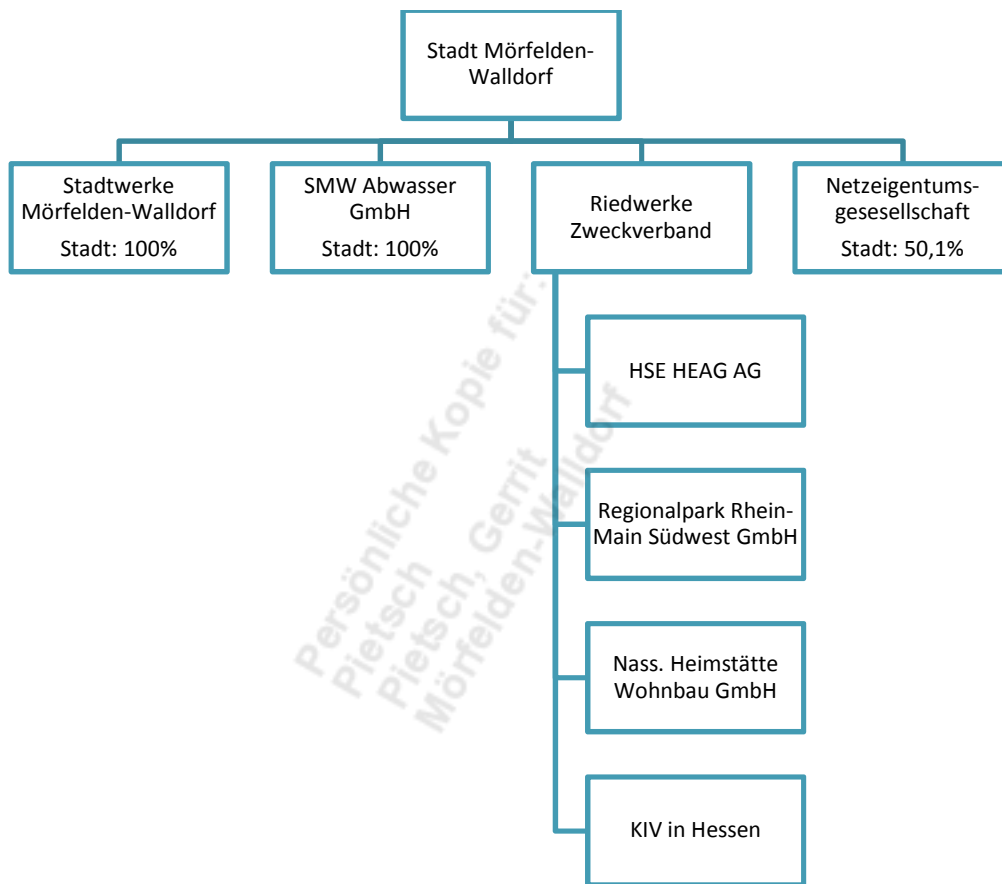 Stadt Mörfelden-
Walldorf
Stadtwerke
Mörfelden-Walldorf
Stadt: 100%
SMW Abwasser
GmbH
Stadt: 100%
Riedwerke
Zweckverband
Netzeigentums-
gesesellschaft
Stadt: 50,1%
HSE HEAG AG
Regionalpark Rhein-
Main Südwest GmbH
Nass. Heimstätte
Wohnbau GmbH
KIV in Hessen
Persönliche Kopie für:
Pietsch
Pietsch, Gerrit
Mörfelden-Walldorf